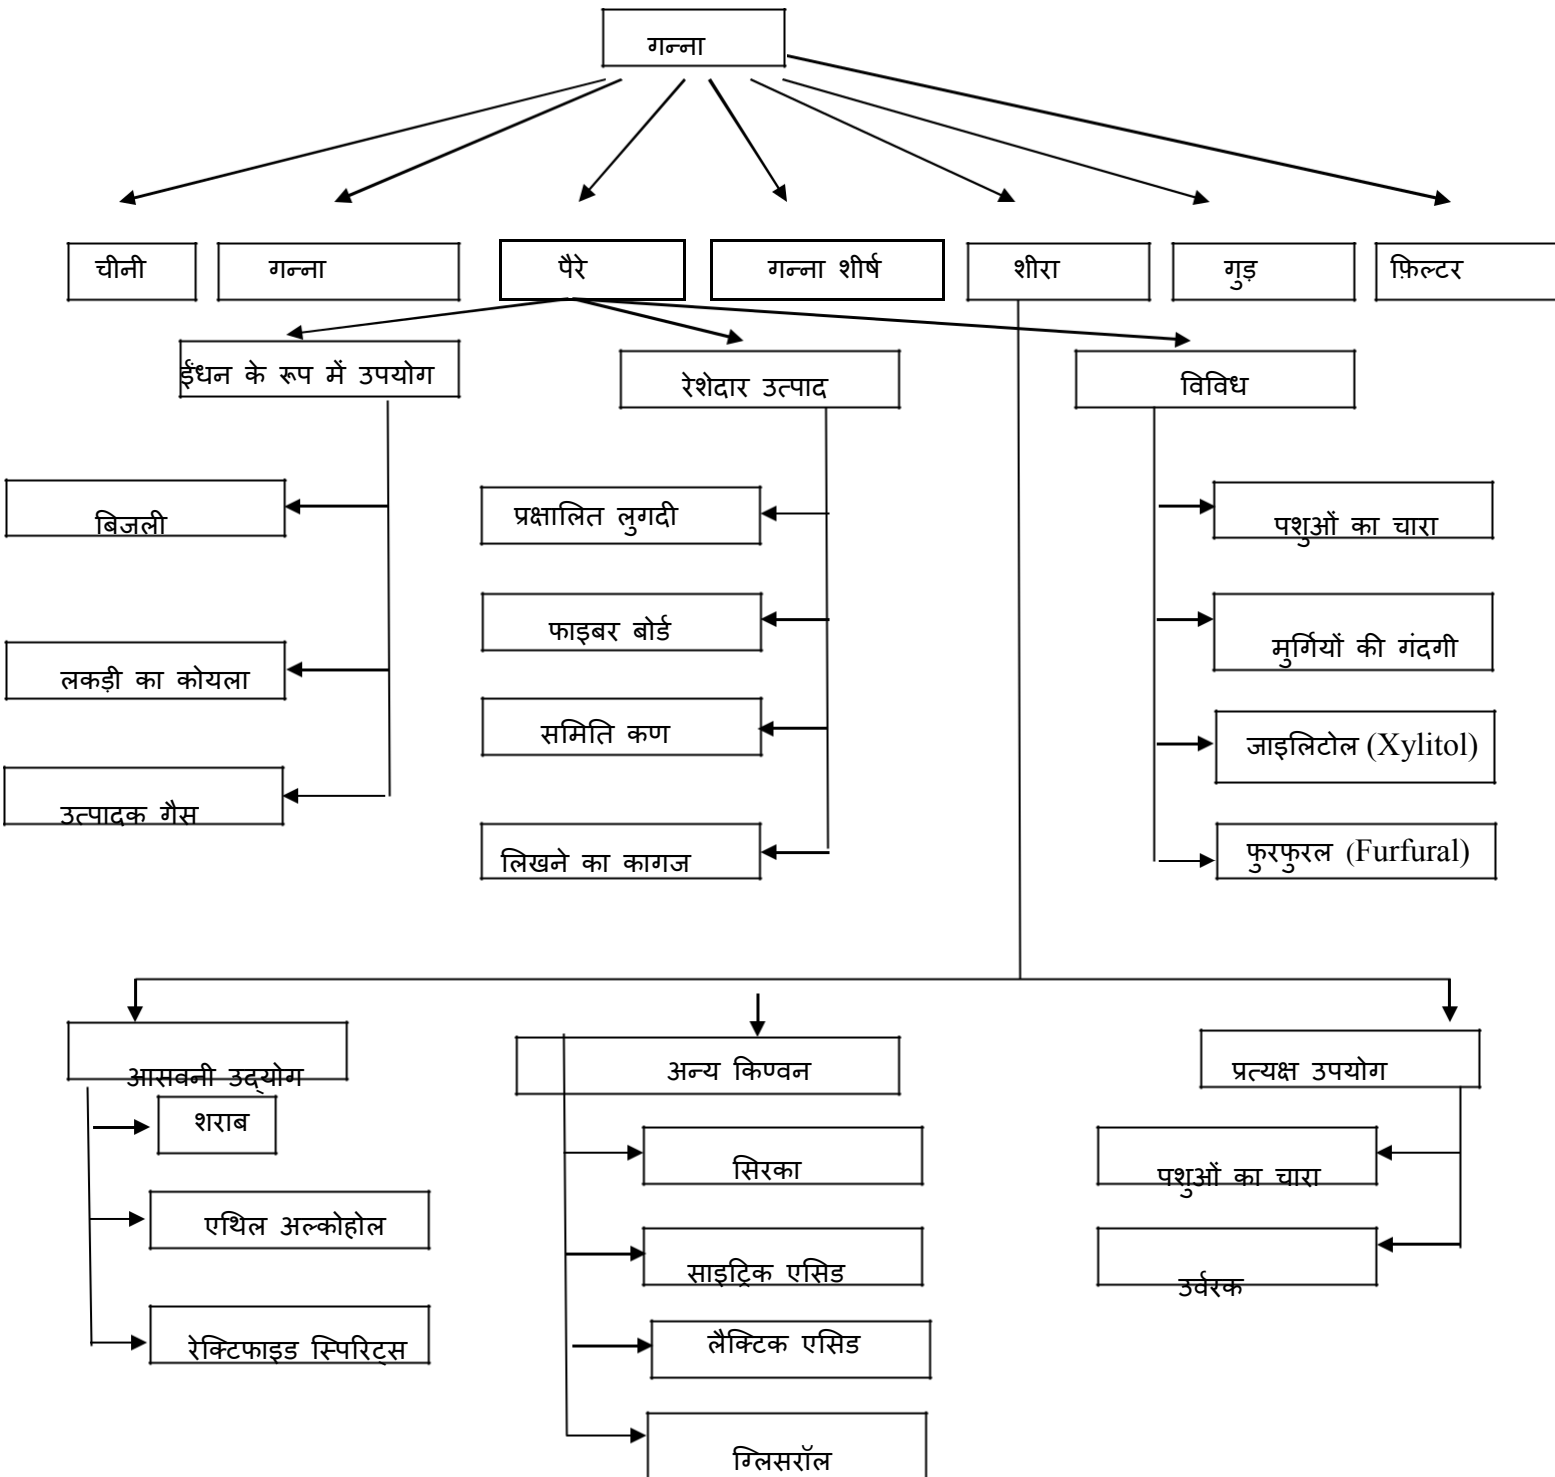 गन्ना
चीनी
गन्ना
पैरे
गन्ना शीर्ष
शीरा
गुड़
फ़िल्टर
ईंधन के रूप में उपयोग
रेशेदार उत्पाद
विविध
बिजली
प्रक्षालित लुगदी
पशुओं का चारा
फाइबर बोर्ड
मुर्गियों की गंदगी
लकड़ी का कोयला
समिति कण
जाइलिटोल (Xylitol)
उत्पादक गैस
लिखने का कागज
फुरफुरल (Furfural)
आसवनी उद्योग
अन्य किण्वन
प्रत्यक्ष उपयोग
शराब
सिरका
पशुओं का चारा
एथिल अल्कोहोल
साइट्रिक एसिड
उर्वरक
रेक्टिफाइड स्पिरिट्स
लैक्टिक एसिड
ग्लिसरॉल